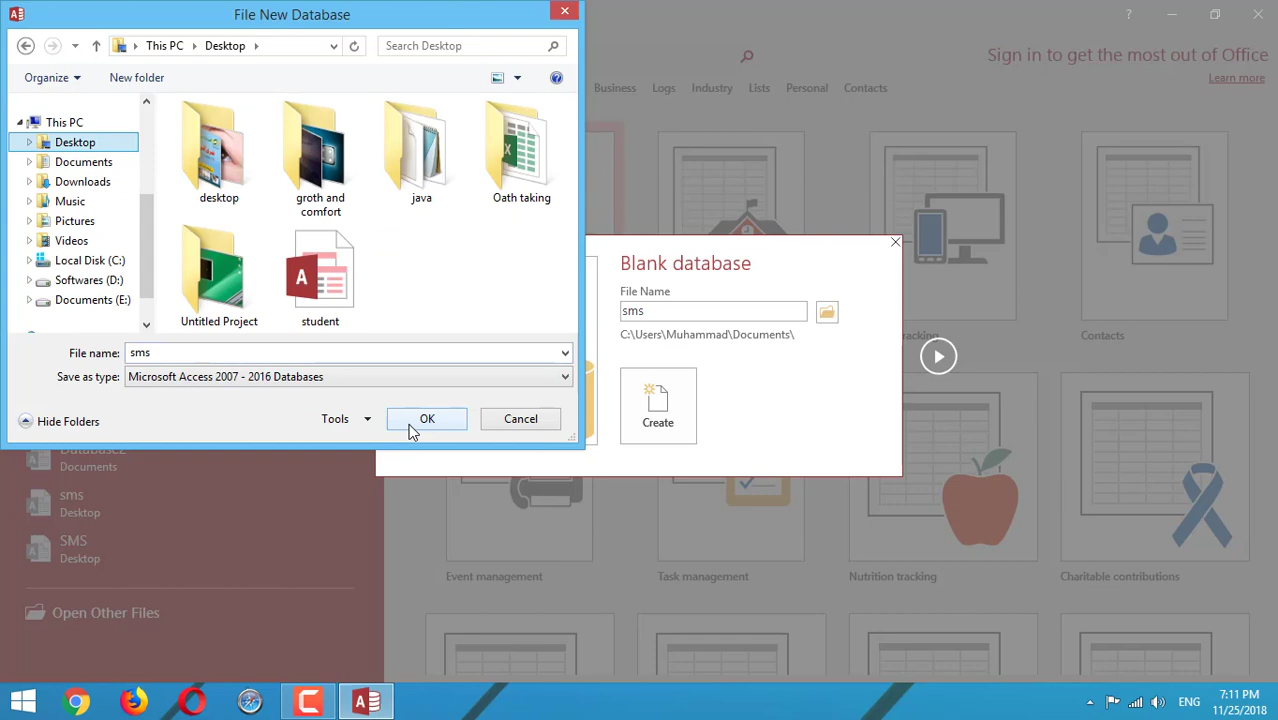 File New Database
This PC
Desktop
Search Desktop
Organize
New folder
This PC
Desktop
Documents
Downloads
Music
Pictures
Videos
Local Disk (C:)
Softwares (D:)
Documents (E:)
desktop
groth and
comfort
java
Oath taking
Untitled Project
student
File name:
sms
Save as type:
Microsoft Access 2007 - 2016 Databases
Hide Folders
Tools
OK
Cancel
Sign in to get the most out of Office
Learn more
Business
Logs
Industry
Lists
Personal
Contacts
Blank database
File Name
sms
C:\Users\Muhammad\Documents\
Create
Contacts
Documents
sms
Desktop
SMS
Desktop
Open Other Files
Event management
Task management
Nutrition tracking
Charitable contributions
ENG
7:11 PM
11/25/2018